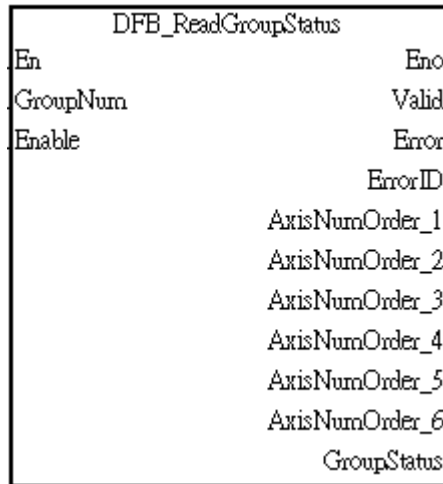 DFB_ReadGroupStatus
En Eno
GroupNum Valid
Enable Error
ErrorID
AxisNumOrder_1
AxisNumOrder_2
AxisNumOrder_3
AxisNumOrder_4
AxisNumOrder_5
AxisNumOrder_6
GroupStatus